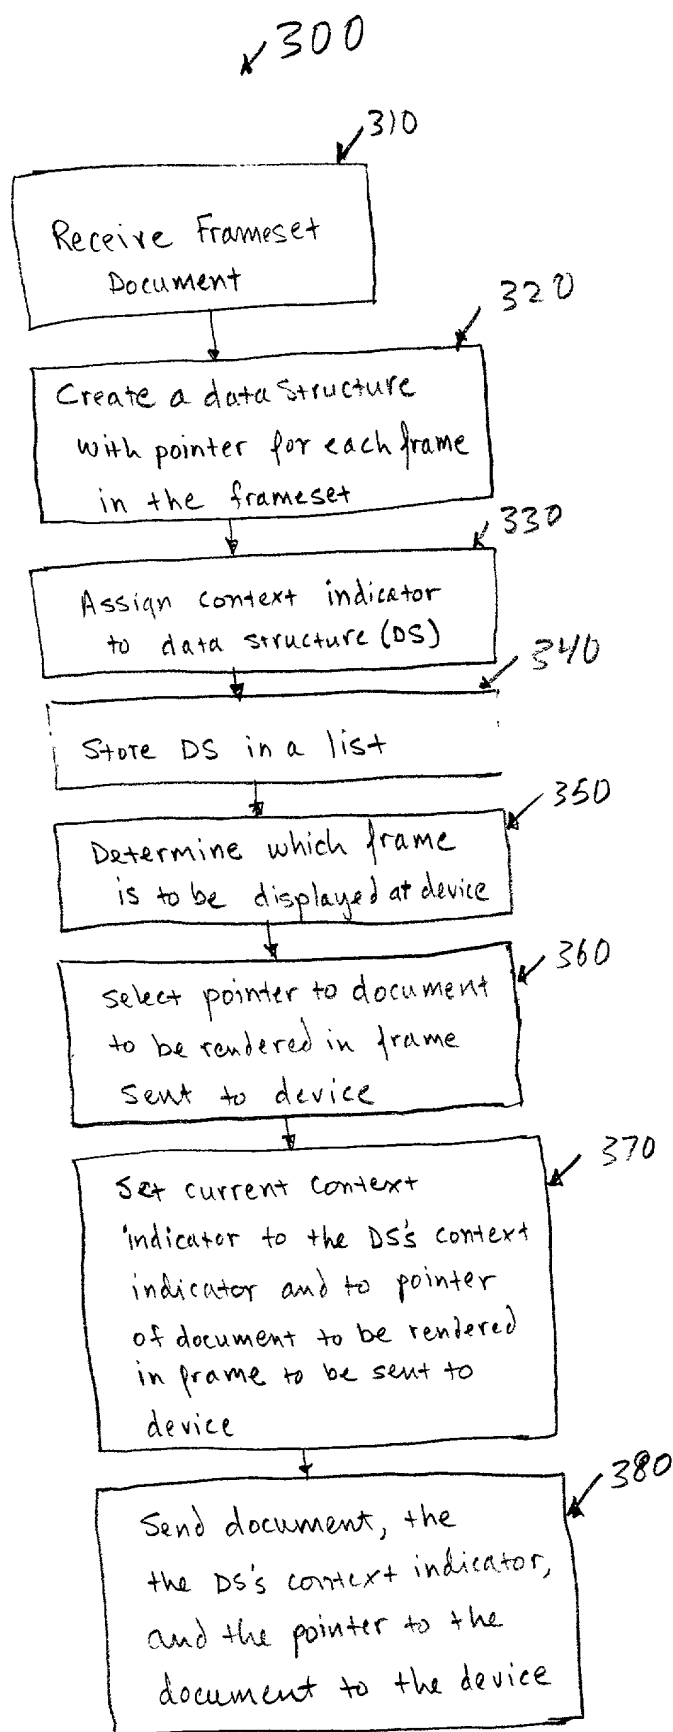 300
310
Receive Frameset
Document
320
Create a data structure
with pointer for each frame
in the frameset
330
Assign context indicator
to data structure (DS)
340
Store DS in a list
350
Determine which frame
is to be displayed at device
360
Select pointer to document
to be rendered in frame
sent to device
370
Set current context
indicator to the DS's context
indicator and to pointer
of document to be rendered
in frame to be sent to
device
380
Send document, the
the DS's context indicator,
and the pointer to the
document to the device